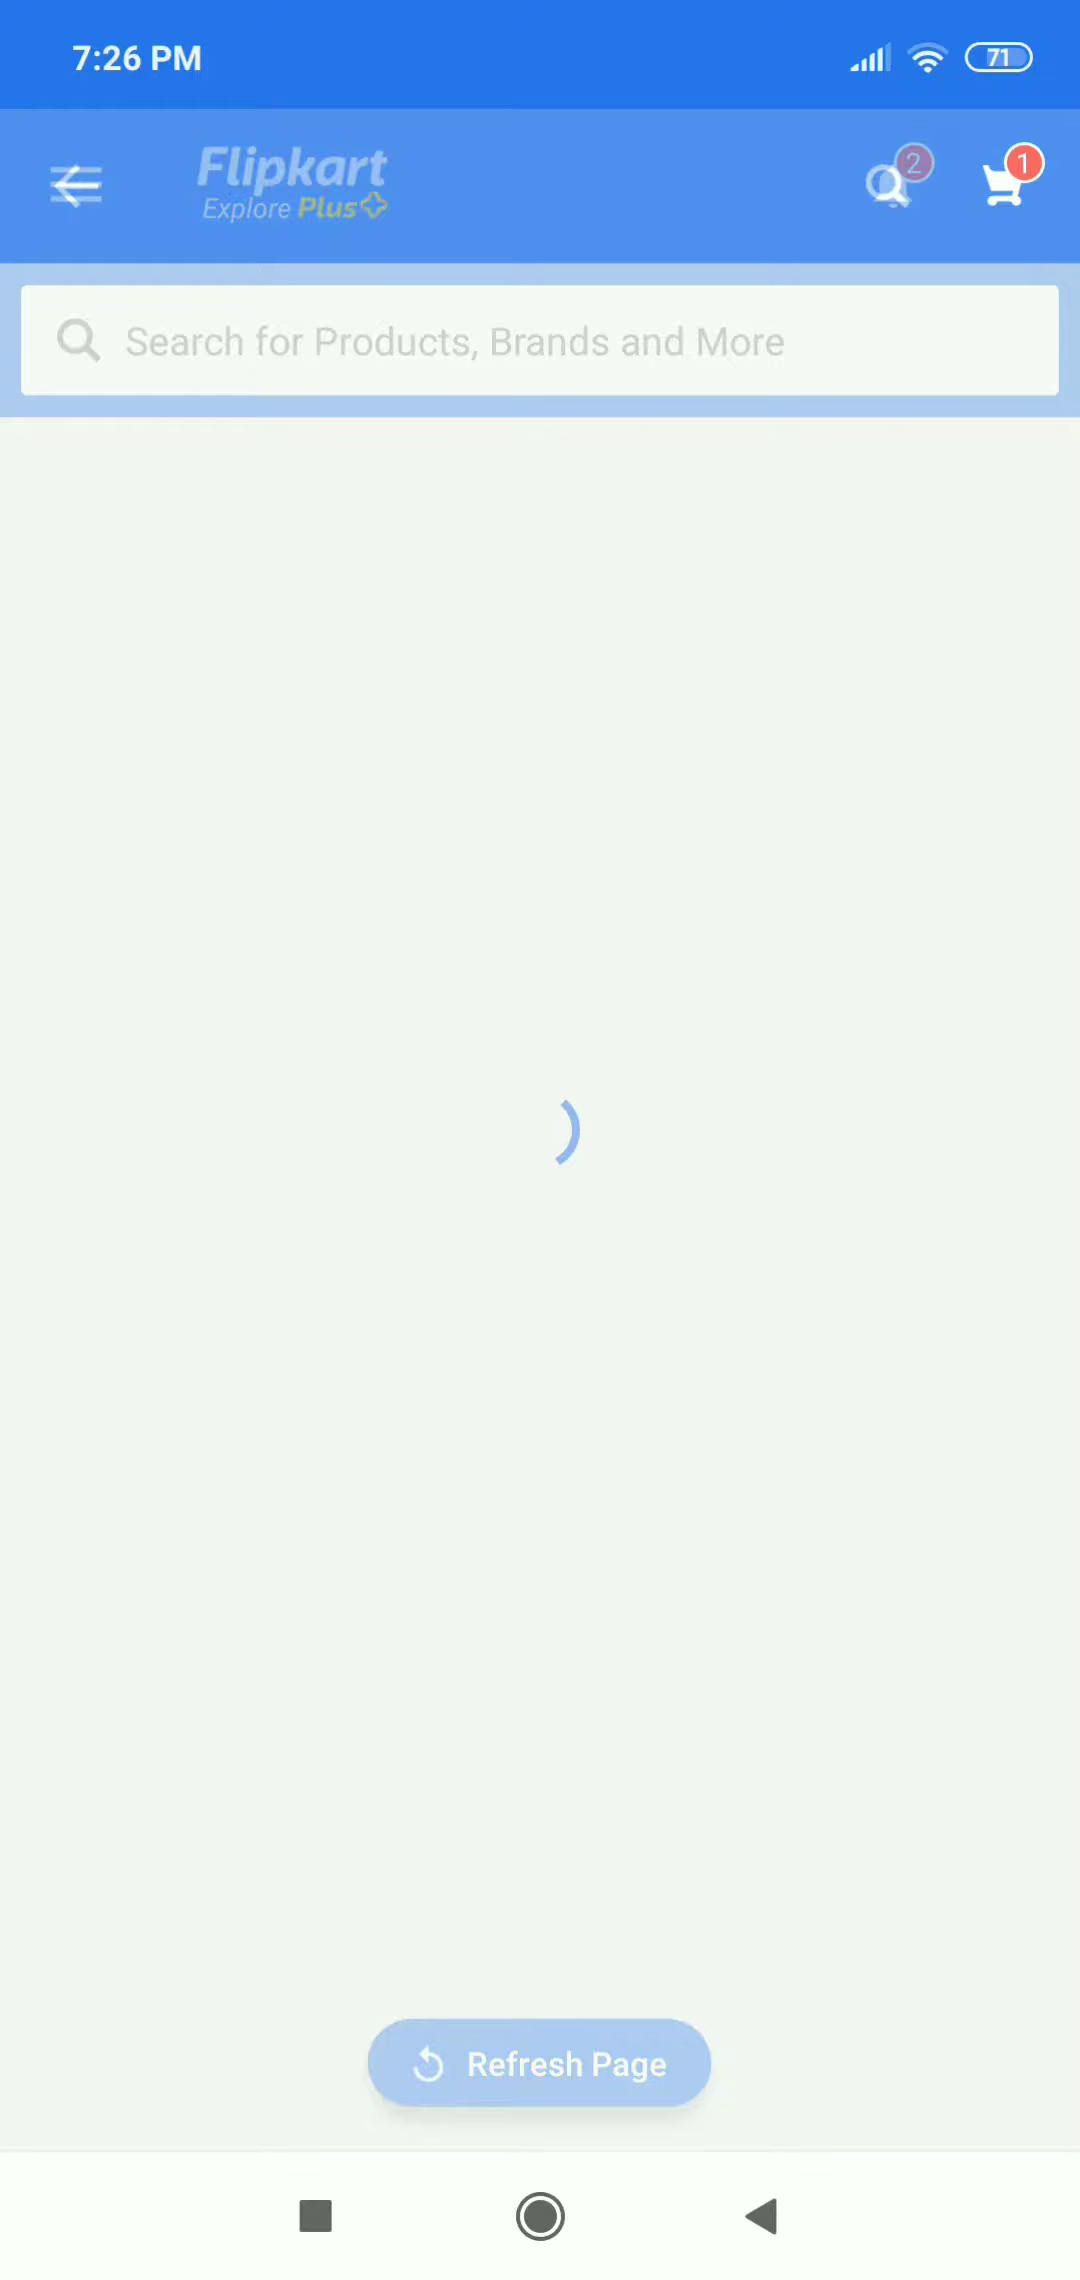 7:26 PM
71
Flipkart
2
1
Explore Plus
Search for Products, Brands and More
Refresh Page